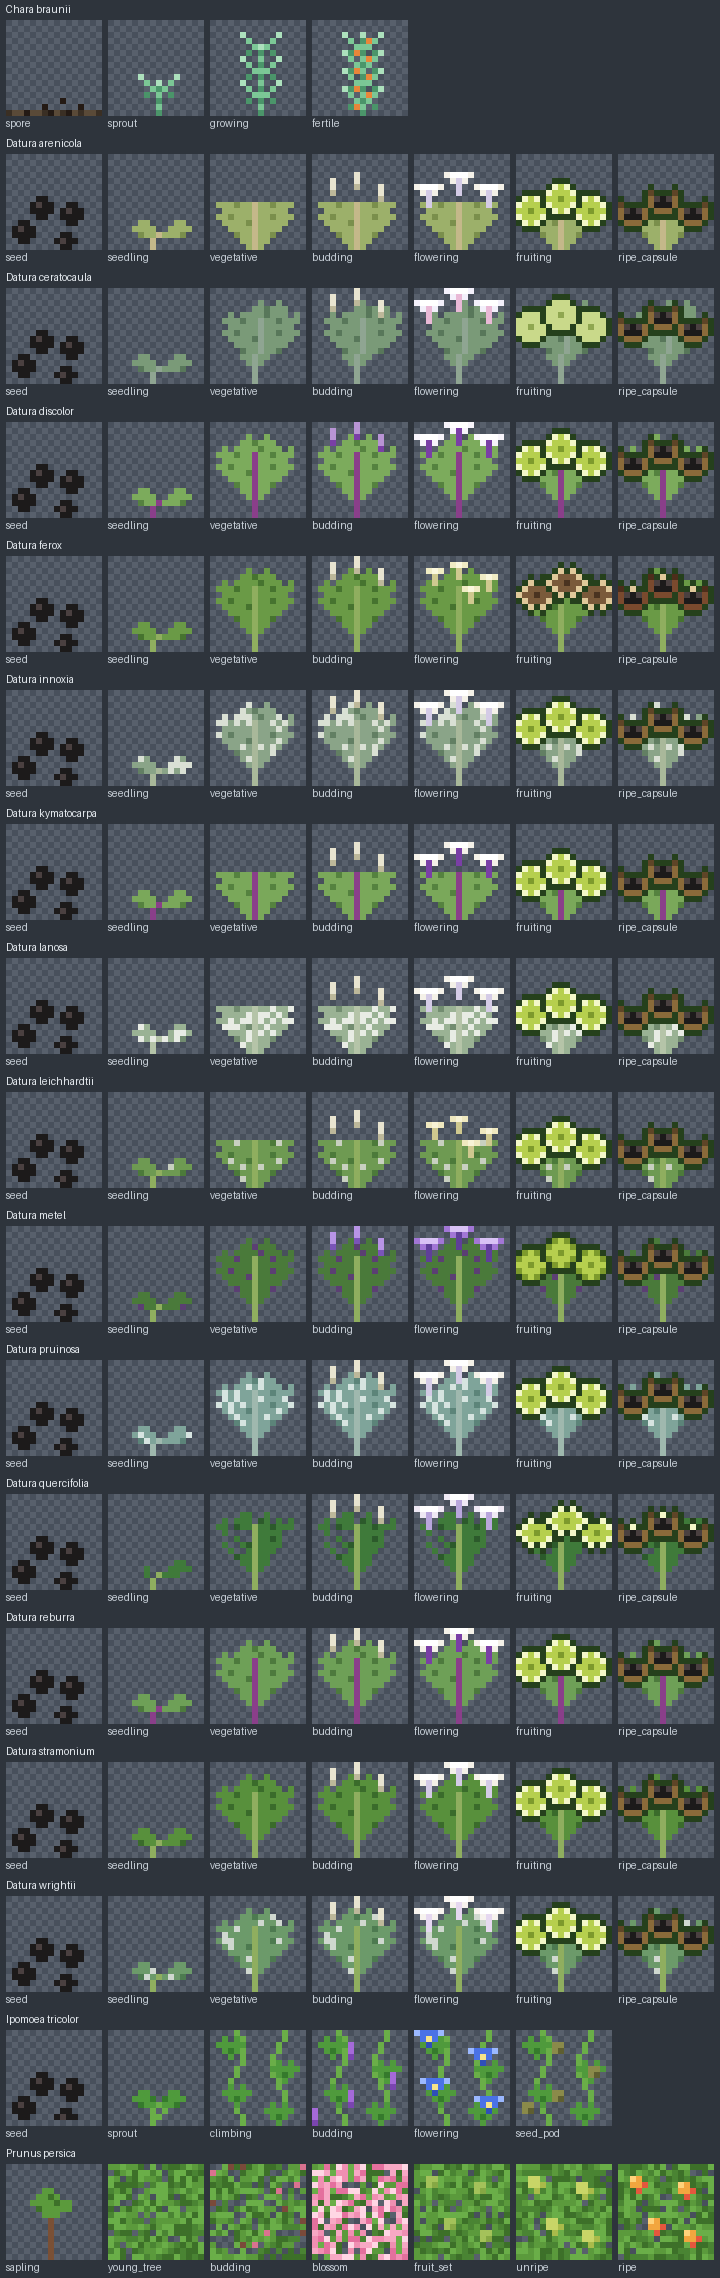 Chara braunii
spore sprout growing fertile
Datura arenicola
seed seedling vegetative budding flowering fruiting ripe_capsule
Datura ceratocaula
seed seedling vegetative budding flowering fruiting ripe_capsule
Datura discolor
seed seedling vegetative budding flowering fruiting ripe_capsule
Datura ferox
seed seedling vegetative budding flowering fruiting ripe_capsule
Datura innoxia
seed seedling vegetative budding flowering fruiting ripe_capsule
Datura kymatocarpa
seed seedling vegetative budding flowering fruiting ripe_capsule
Datura lanosa
seed seedling vegetative budding flowering fruiting ripe_capsule
Datura leichhardtii
seed seedling vegetative budding flowering fruiting ripe_capsule
Datura metel
seed seedling vegetative budding flowering fruiting ripe_capsule
Datura pruinosa
seed seedling vegetative budding flowering fruiting ripe_capsule
Datura quercifolia
seed seedling vegetative budding flowering fruiting ripe_capsule
Datura reburra
seed seedling vegetative budding flowering fruiting ripe_capsule
Datura stramonium
seed seedling vegetative budding flowering fruiting ripe_capsule
Datura wrightii
seed seedling vegetative budding flowering fruiting ripe_capsule
Ipomoea tricolor
seed sprout climbing budding flowering seed_pod
Prunus persica
sapling young_tree budding blossom fruit_set unripe ripe